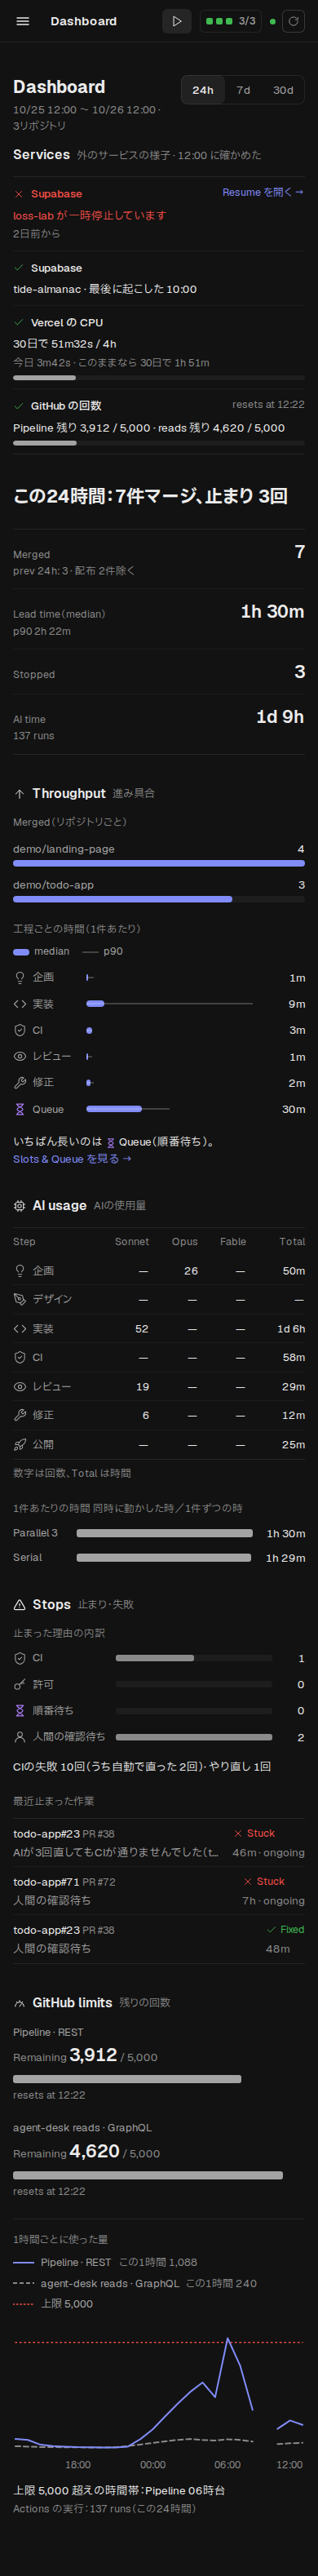 Dashboard
3/3
Dashboard
24h 7d 30d
10/25 12:00 〜 10/26 12:00 ·
3リポジトリ
Services 外のサービスの様子 · 12:00 に確かめた
Supabase Resume を開く →
loss-lab が一時停止しています
2日前から
Supabase
tide-almanac · 最後に起こした 10:00
Vercel の CPU
30日で 51m32s / 4h
今日 3m42s · このままなら 30日で 1h 51m
GitHub の回数 resets at 12:22
Pipeline 残り 3,912 / 5,000 · reads 残り 4,620 / 5,000
この24時間：7件マージ、止まり 3回
Merged 7
prev 24h: 3 · 配布 2件除く
Lead time（median） 1h 30m
p90 2h 22m
Stopped 3
AI time 1d 9h
137 runs
Throughput 進み具合
Merged（リポジトリごと）
demo/landing-page 4
demo/todo-app 3
工程ごとの時間（1件あたり）
median p90
企画 1m
実装 9m
CI 3m
レビュー 1m
修正 2m
Queue 30m
いちばん長いのは Queue（順番待ち）。
Slots & Queue を見る →
AI usage AIの使用量
Step Sonnet Opus Fable Total
企画 — 26 — 50m
デザイン — — — —
実装 52 — — 1d 6h
CI — — — 58m
レビュー 19 — — 29m
修正 6 — — 12m
公開 — — — 25m
数字は回数、Total は時間
1件あたりの時間 同時に動かした時／1件ずつの時
Parallel 3 1h 30m
Serial 1h 29m
Stops 止まり・失敗
止まった理由の内訳
CI 1
許可 0
順番待ち 0
人間の確認待ち 2
CIの失敗 10回（うち自動で直った 2回）· やり直し 1回
最近止まった作業
todo-app#23 PR #38 Stuck
AIが3回直してもCIが通りませんでした（t... 46m · ongoing
todo-app#71 PR #72 Stuck
人間の確認待ち 7h · ongoing
todo-app#23 PR #38 Fixed
人間の確認待ち 48m
GitHub limits 残りの回数
Pipeline · REST
Remaining 3,912 / 5,000
resets at 12:22
agent-desk reads · GraphQL
Remaining 4,620 / 5,000
resets at 12:22
1時間ごとに使った量
Pipeline · REST この1時間 1,088
agent-desk reads · GraphQL この1時間 240
上限 5,000
18:00 00:00 06:00 12:00
上限 5,000 超えの時間帯：Pipeline 06時台
Actions の実行：137 runs（この24時間）